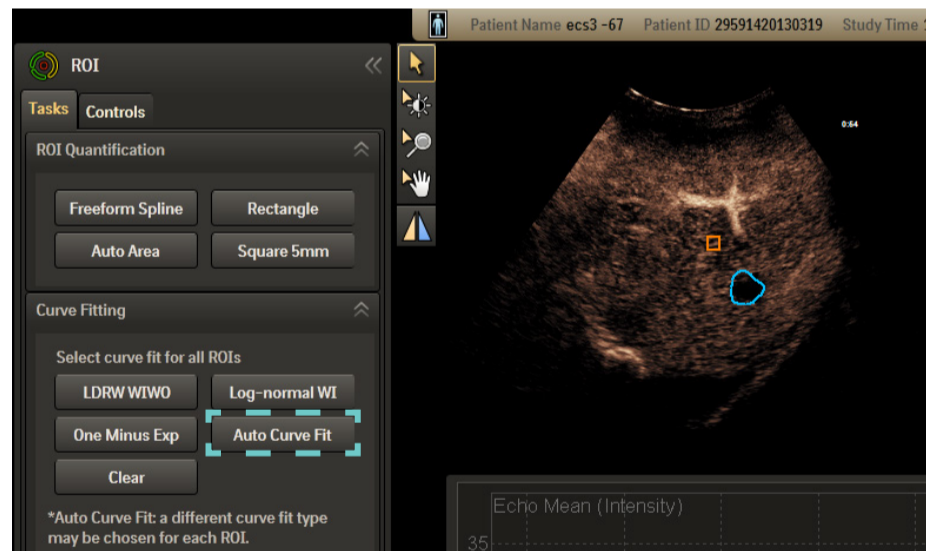 Patient Name ecs3 -67 Patient ID 29591420130319 Study Time
ROI
Tasks Controls
ROI Quantification
Freeform Spline Rectangle
Auto Area Square 5mm
Curve Fitting
Select curve fit for all ROIs
LDRW WIWO Log-normal WI
One Minus Exp Auto Curve Fit
Clear
*Auto Curve Fit: a different curve fit type
may be chosen for each ROI.
0:64
Echo Mean (Intensity)
35